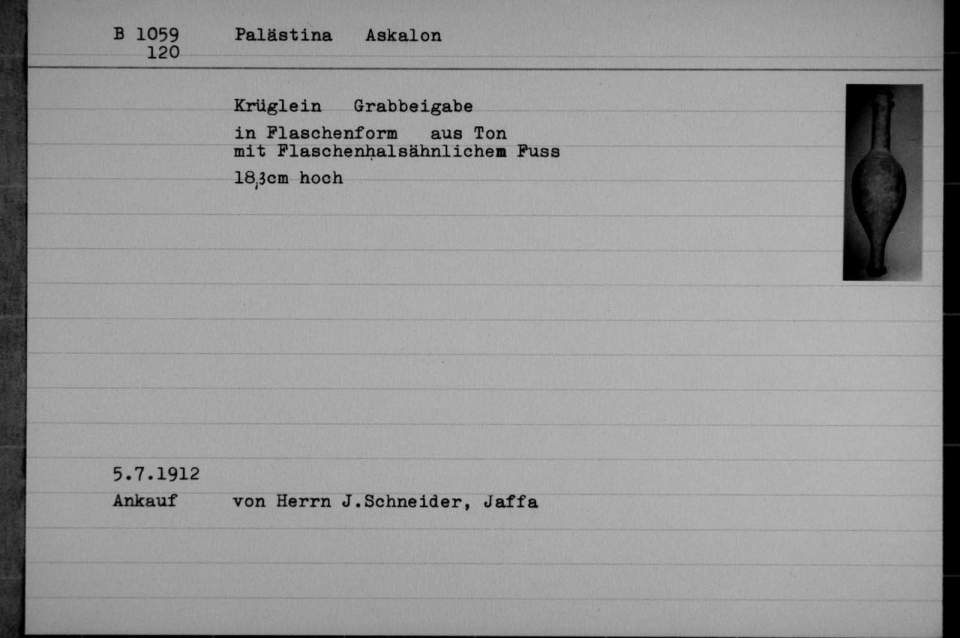 B 1059 Palästina Askalon
120
Krüglein Grabbeigabe
in Flaschenform aus Ton
mit Flaschenhalsähnlichem Fuss
18,3cm hoch
5.7.1912
Ankauf von Herrn J.Schneider, Jaffa